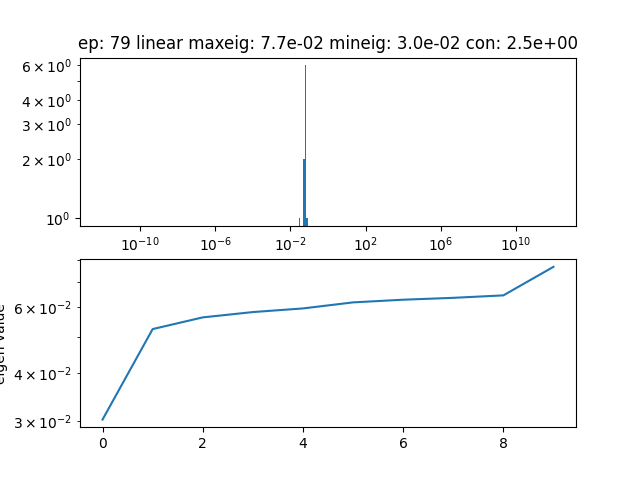 ep: 79 linear maxeig: 7.7e-02 mineig: 3.0e-02 con: 2.5e+00
6 × 10⁰
4 × 10⁰
3 × 10⁰
2 × 10⁰
10⁰
10⁻¹⁰ 10⁻⁶ 10⁻² 10² 10⁶ 10¹⁰
eigen value
6 × 10⁻²
4 × 10⁻²
3 × 10⁻²
0 2 4 6 8